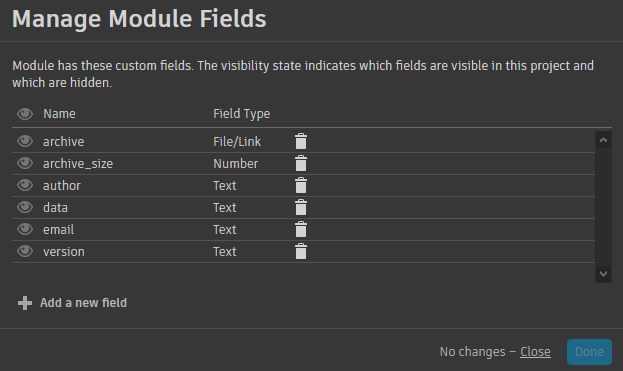 Manage Module Fields
Module has these custom fields. The visibility state indicates which fields are visible in this project and
which are hidden.
Name Field Type
archive File/Link
archive_size Number
author Text
data Text
email Text
version Text
Add a new field
No changes – Close Done